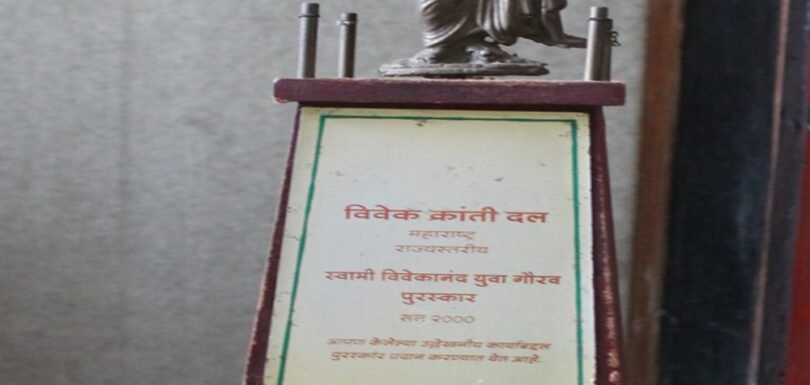 विवेक क्रांती दल
महाराष्ट्र
राज्यस्तरीय
स्वामी विवेकानंद युवा गौरव
पुरस्कार
सन २०००
आपण केलेल्या उल्लेखनीय कार्याबद्दल
पुरस्कार प्रदान करण्यात येत आहे.